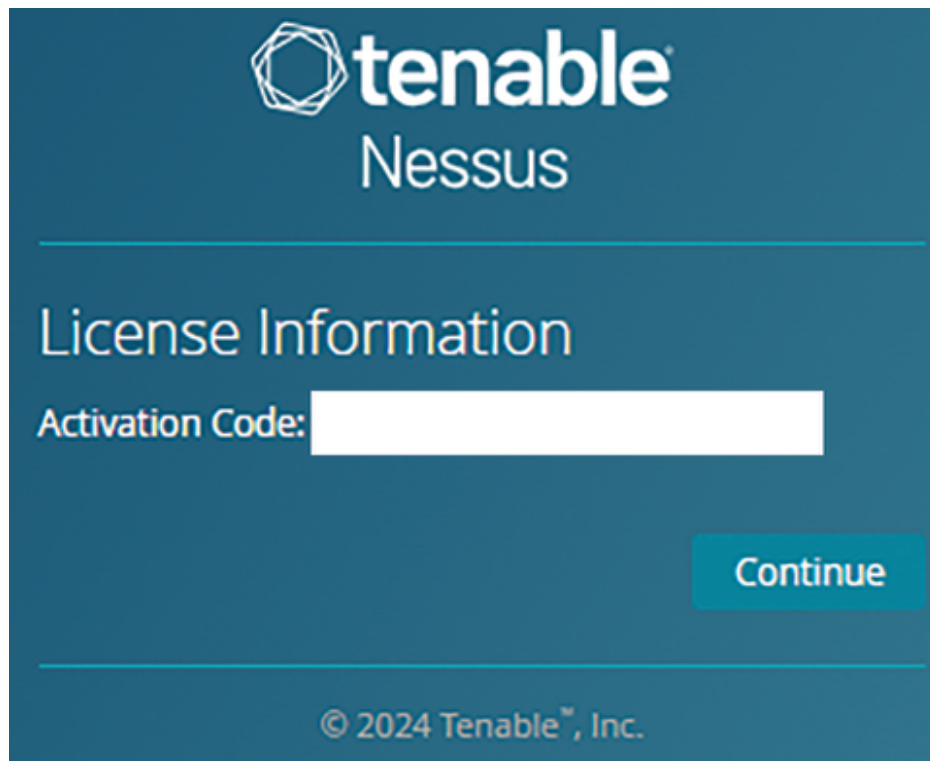 tenable
Nessus
License Information
Activation Code:
Continue
© 2024 Tenable™, Inc.